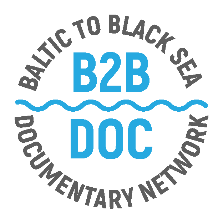 BALTIC TO BLACK SEA
B2B
DOC
DOCUMENTARY NETWORK